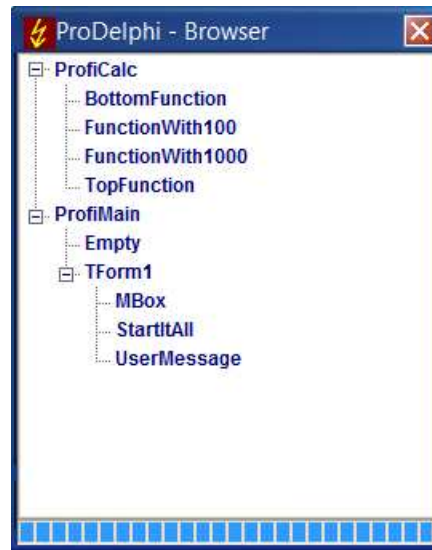 ProDelphi - Browser
ProfiCalc
BottomFunction
FunctionWith100
FunctionWith1000
TopFunction
ProfiMain
Empty
TForm1
MBox
StartItAll
UserMessage